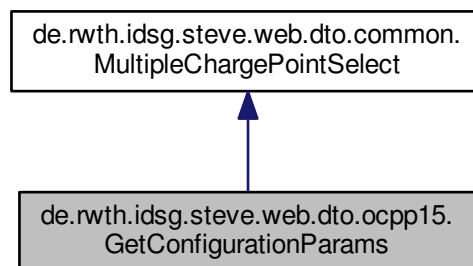 de.rwth.idsg.steve.web.dto.common.
MultipleChargePointSelect
de.rwth.idsg.steve.web.dto.ocpp15.
GetConfigurationParams